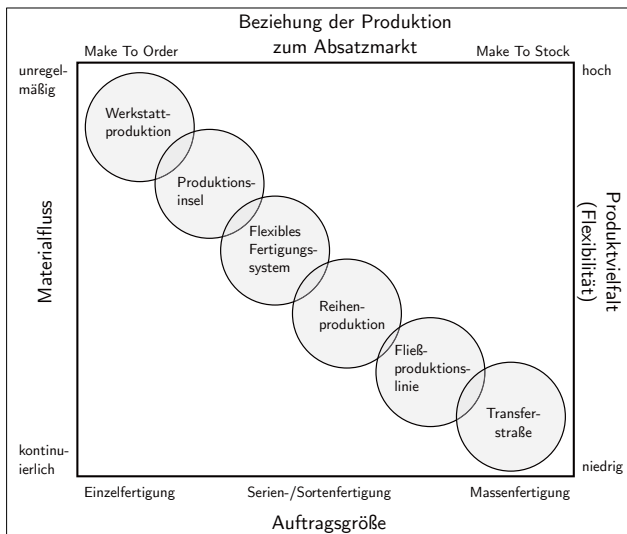 Beziehung der Produktion
zum Absatzmarkt
Make To Order
Make To Stock
unregel-
mäßig
hoch
Werkstatt-
produktion
Produktions-
insel
Flexibles
Fertigungs-
system
Reihen-
produktion
Fließ-
produktions-
linie
Transfer-
straße
Materialfluss
Produktvielfalt
(Flexibilität)
kontinu-
ierlich
niedrig
Einzelfertigung
Serien-/Sortenfertigung
Massenfertigung
Auftragsgröße